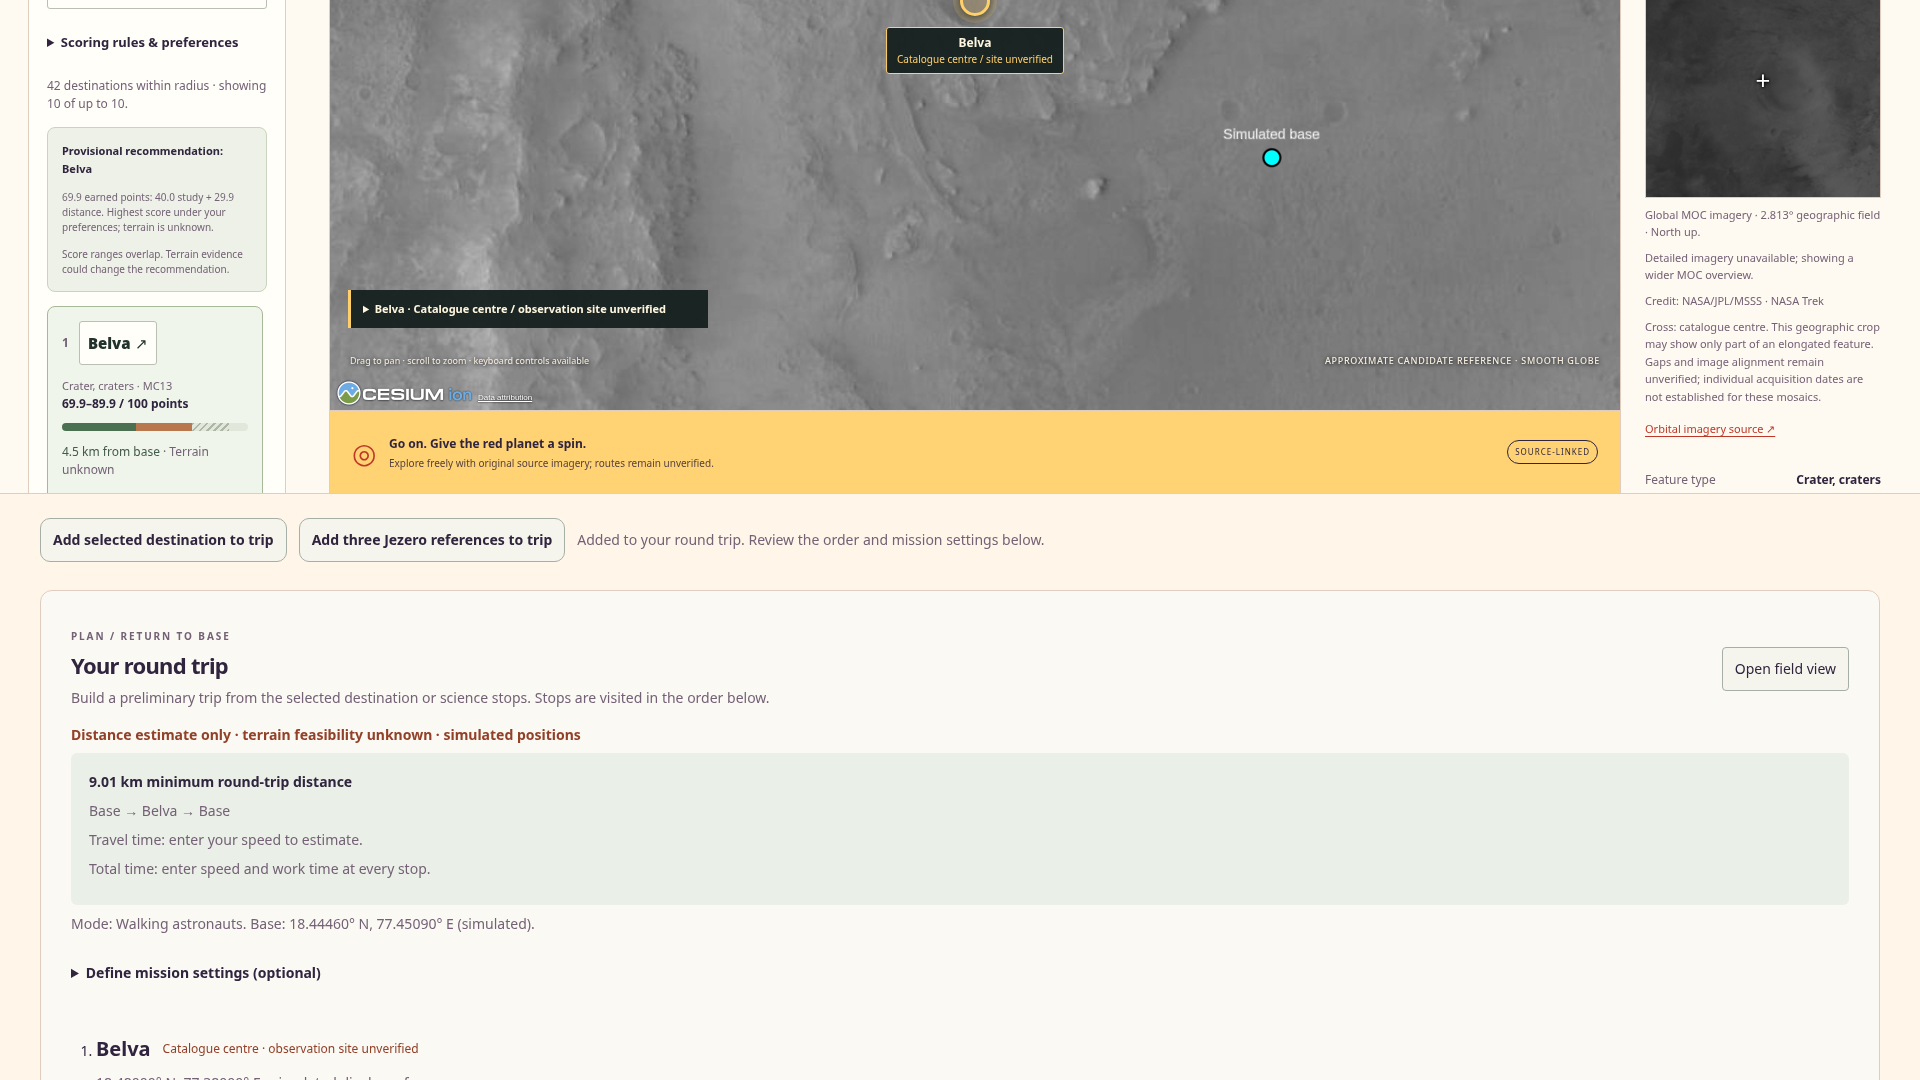 ▶ Scoring rules & preferences
42 destinations within radius · showing
10 of up to 10.
Provisional recommendation:
Belva
69.9 earned points: 40.0 study + 29.9
distance. Highest score under your
preferences; terrain is unknown.
Score ranges overlap. Terrain evidence
could change the recommendation.
1
Belva ↗
Crater, craters · MC13
69.9–89.9 / 100 points
4.5 km from base · Terrain
unknown
Belva
Catalogue centre / site unverified
Simulated base
▶ Belva · Catalogue centre / observation site unverified
Drag to pan · scroll to zoom · keyboard controls available
APPROXIMATE CANDIDATE REFERENCE · SMOOTH GLOBE
CESIUM ion Data attribution
Go on. Give the red planet a spin.
Explore freely with original source imagery; routes remain unverified.
SOURCE-LINKED
Global MOC imagery · 2.813° geographic field
· North up.
Detailed imagery unavailable; showing a
wider MOC overview.
Credit: NASA/JPL/MSSS · NASA Trek
Cross: catalogue centre. This geographic crop
may show only part of an elongated feature.
Gaps and image alignment remain
unverified; individual acquisition dates are
not established for these mosaics.
Orbital imagery source ↗
Feature type Crater, craters
Add selected destination to trip
Add three Jezero references to trip
Added to your round trip. Review the order and mission settings below.
PLAN / RETURN TO BASE
Your round trip
Build a preliminary trip from the selected destination or science stops. Stops are visited in the order below.
Open field view
Distance estimate only · terrain feasibility unknown · simulated positions
9.01 km minimum round-trip distance
Base → Belva → Base
Travel time: enter your speed to estimate.
Total time: enter speed and work time at every stop.
Mode: Walking astronauts. Base: 18.44460° N, 77.45090° E (simulated).
▶ Define mission settings (optional)
1. Belva Catalogue centre · observation site unverified